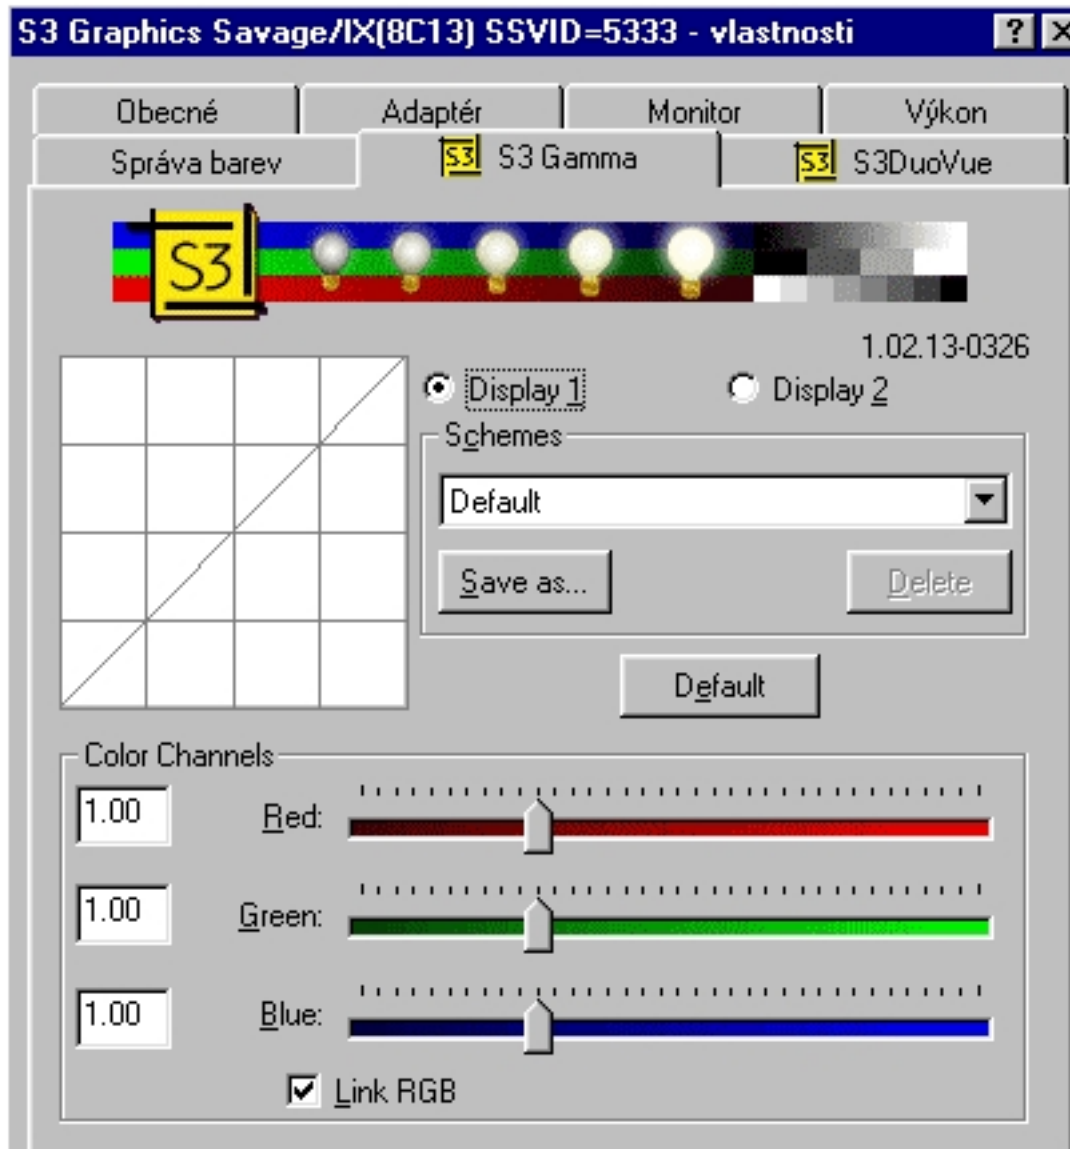 S3 Graphics Savage/IX(8C13) SSVID=5333 - vlastnosti
Obecné Adaptér Monitor Výkon
Správa barev S3 S3 Gamma S3 S3DuoVue
S3
1.02.13-0326
Display 1 Display 2
Schemes
Default
Save as... Delete
Default
Color Channels
1.00 Red:
1.00 Green:
1.00 Blue:
Link RGB